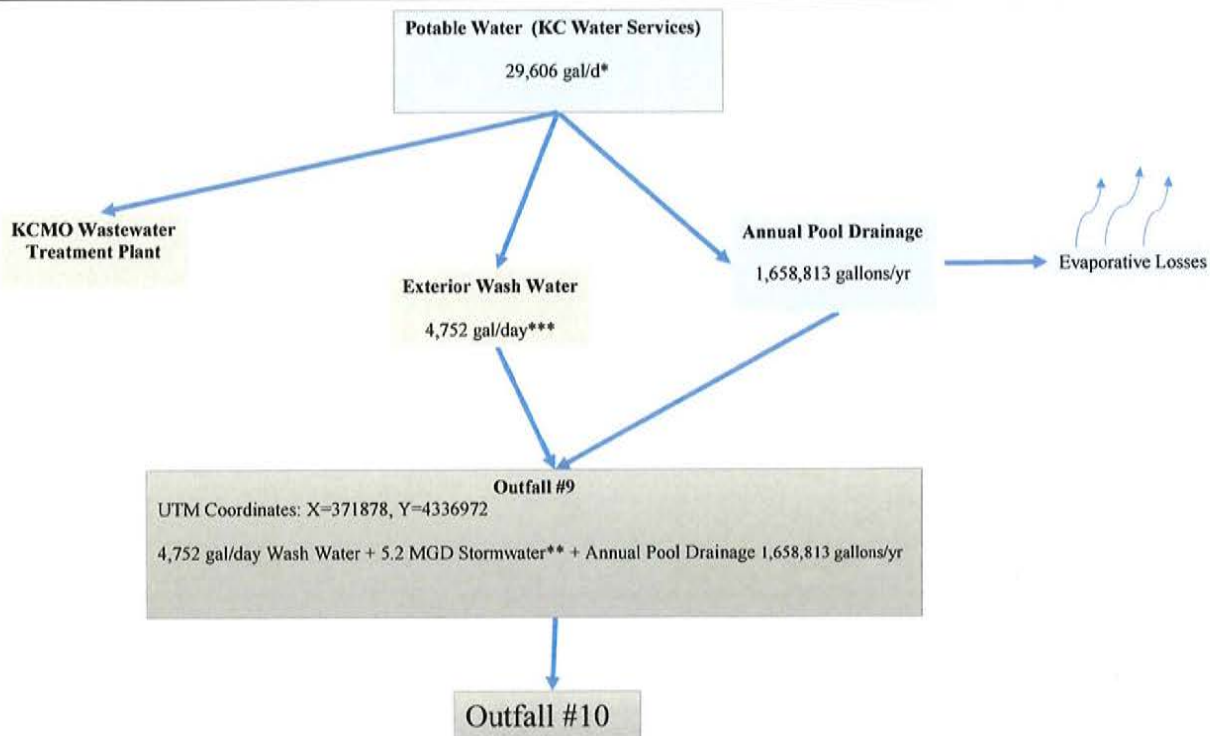 Potable Water (KC Water Services)
29,606 gal/d*
KCMO Wastewater
Treatment Plant
Exterior Wash Water
4,752 gal/day***
Annual Pool Drainage
1,658,813 gallons/yr
Evaporative Losses
Outfall #9
UTM Coordinates: X=371878, Y=4336972
4,752 gal/day Wash Water + 5.2 MGD Stormwater** + Annual Pool Drainage 1,658,813 gallons/yr
Outfall #10